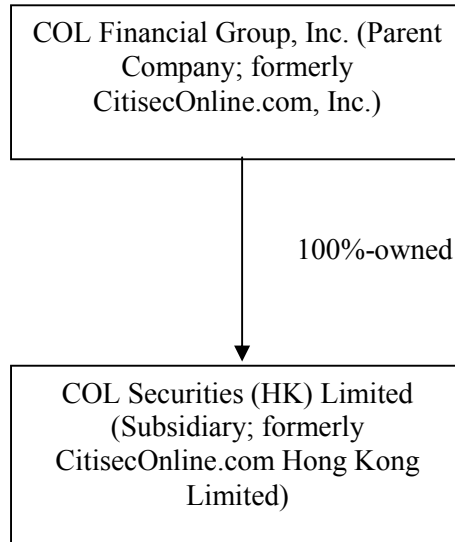 COL Financial Group, Inc. (Parent
Company; formerly
CitisecOnline.com, Inc.)
100%-owned
COL Securities (HK) Limited
(Subsidiary; formerly
CitisecOnline.com Hong Kong
Limited)